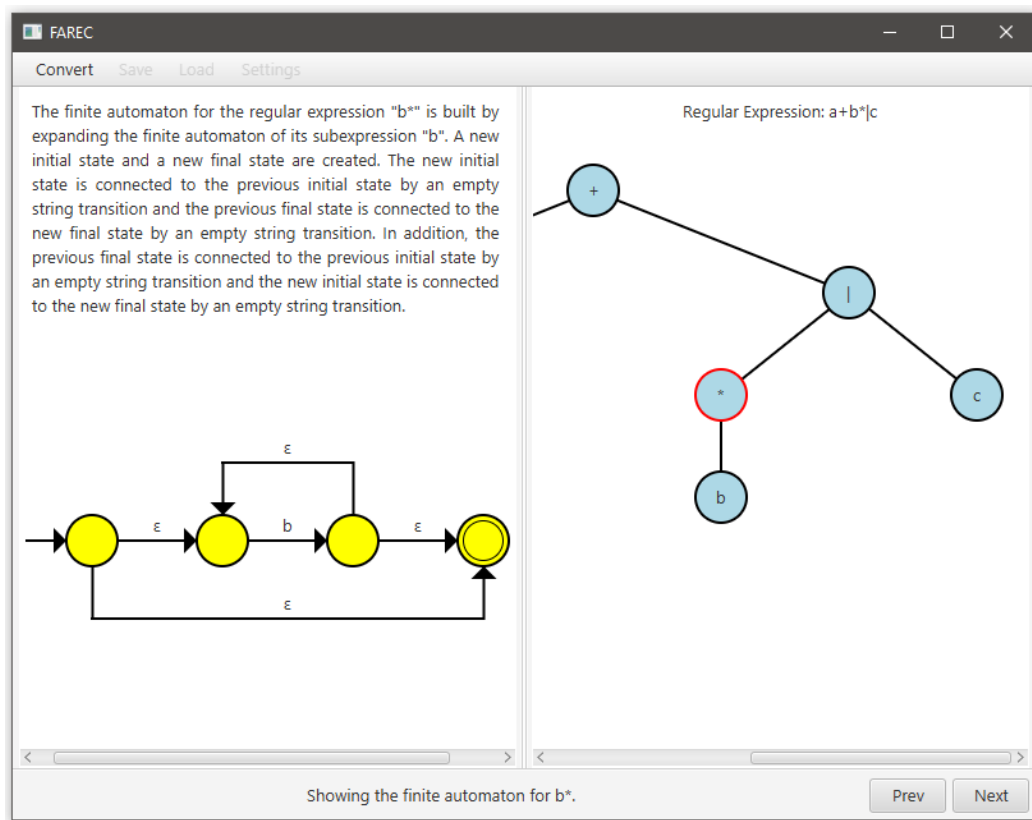 FAREC
Convert Save Load Settings
The finite automaton for the regular expression "b*" is built by
expanding the finite automaton of its subexpression "b". A new
initial state and a new final state are created. The new initial
state is connected to the previous initial state by an empty
string transition and the previous final state is connected to the
new final state by an empty string transition. In addition, the
previous final state is connected to the previous initial state by
an empty string transition and the new initial state is connected
to the new final state by an empty string transition.
ε
ε b ε
ε
Regular Expression: a+b*|c
+
|
* c
b
Showing the finite automaton for b*.
Prev Next